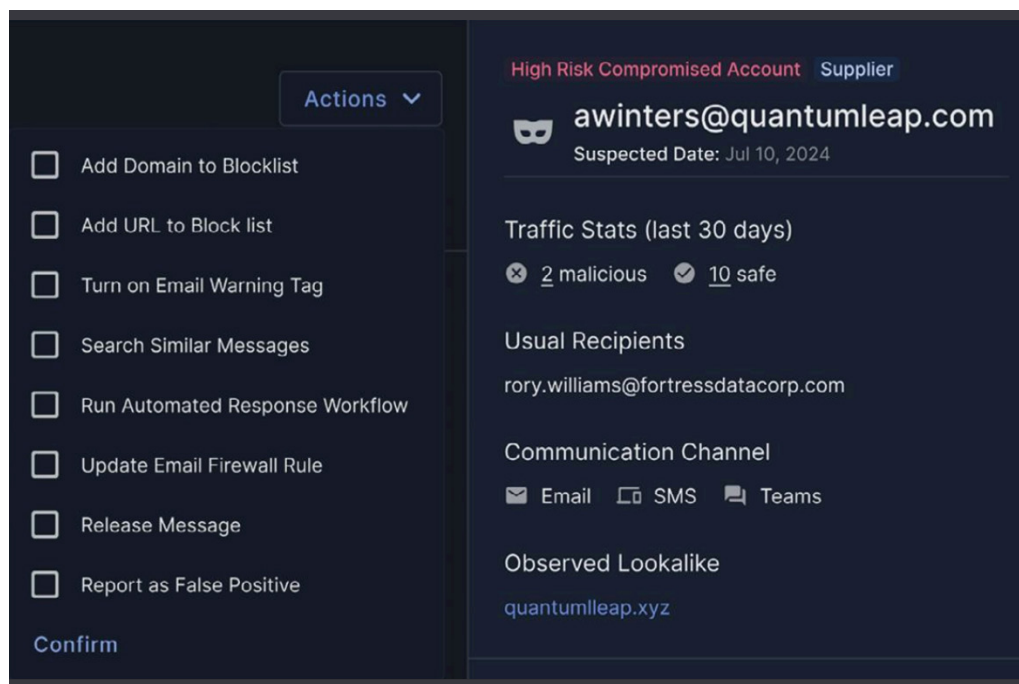 Actions
Add Domain to Blocklist
Add URL to Block list
Turn on Email Warning Tag
Search Similar Messages
Run Automated Response Workflow
Update Email Firewall Rule
Release Message
Report as False Positive
Confirm
High Risk Compromised Account Supplier
awinters@quantumleap.com
Suspected Date: Jul 10, 2024
Traffic Stats (last 30 days)
2 malicious 10 safe
Usual Recipients
rory.williams@fortressdatacorp.com
Communication Channel
Email SMS Teams
Observed Lookalike
quantumlleap.xyz